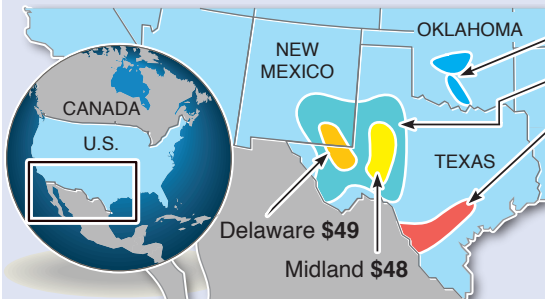 OKLAHOMA
NEW
MEXICO
CANADA
U.S.
TEXAS
Delaware $49
Midland $48